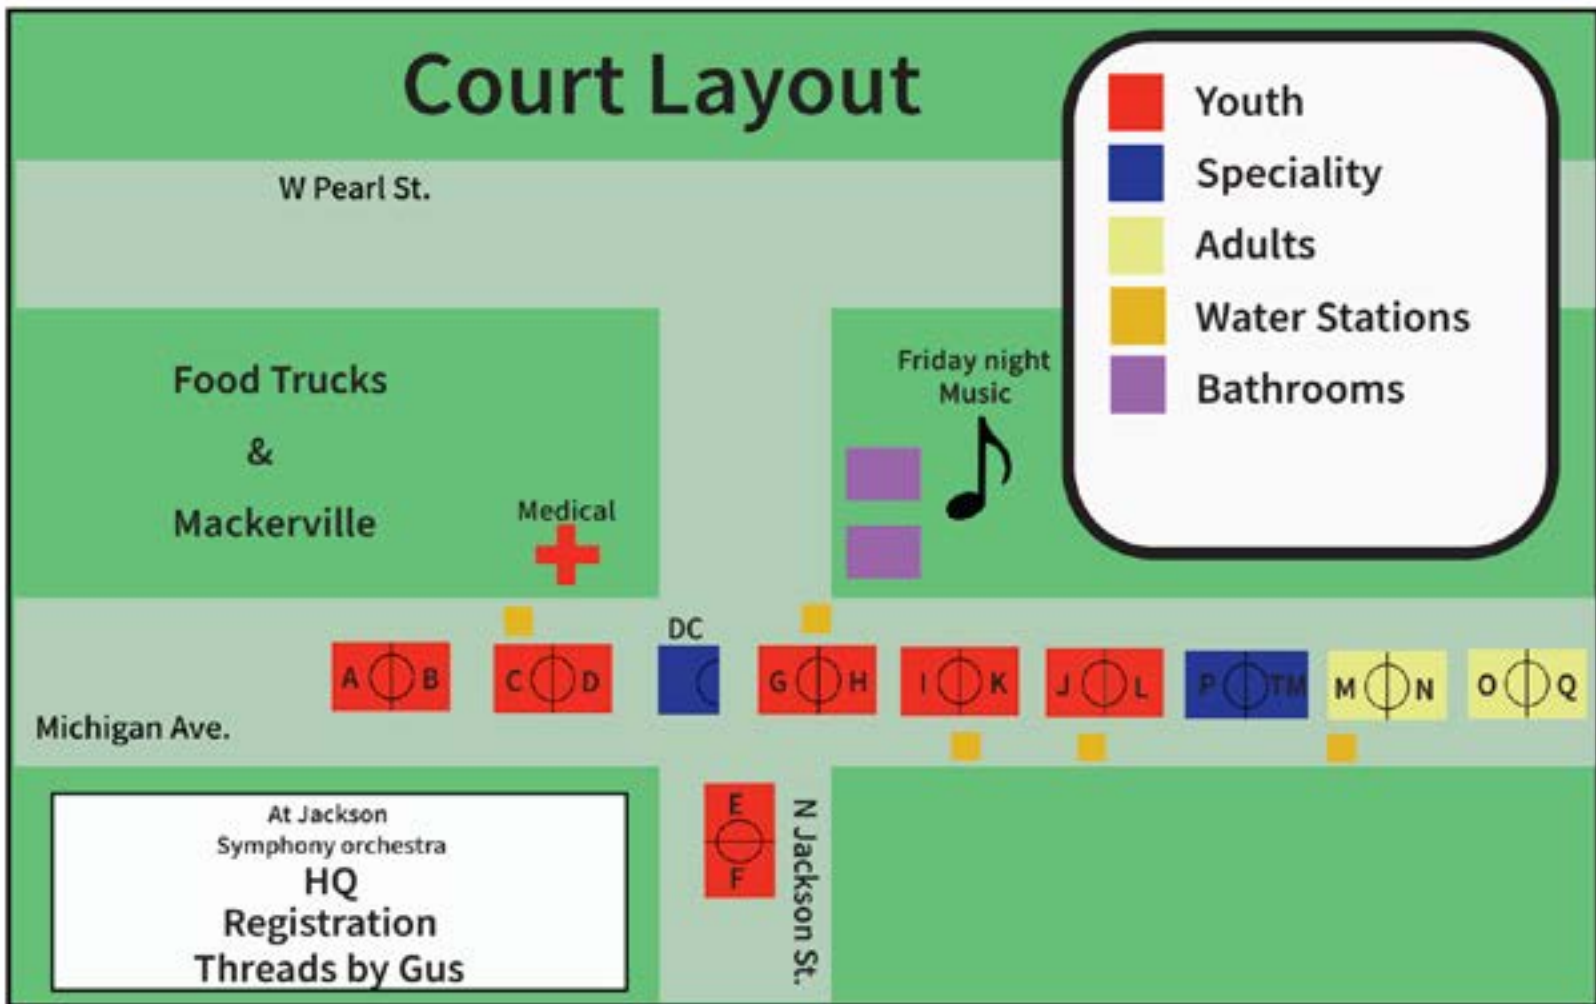 Court Layout
Youth
Speciality
Adults
Water Stations
Bathrooms
W Pearl St.
Food Trucks
&
Mackerville
Medical
Friday night
Music
DC
A B
C D
G H
I K
J L
P TM
M N
O Q
Michigan Ave.
E
F
N Jackson St.
At Jackson
Symphony orchestra
HQ
Registration
Threads by Gus